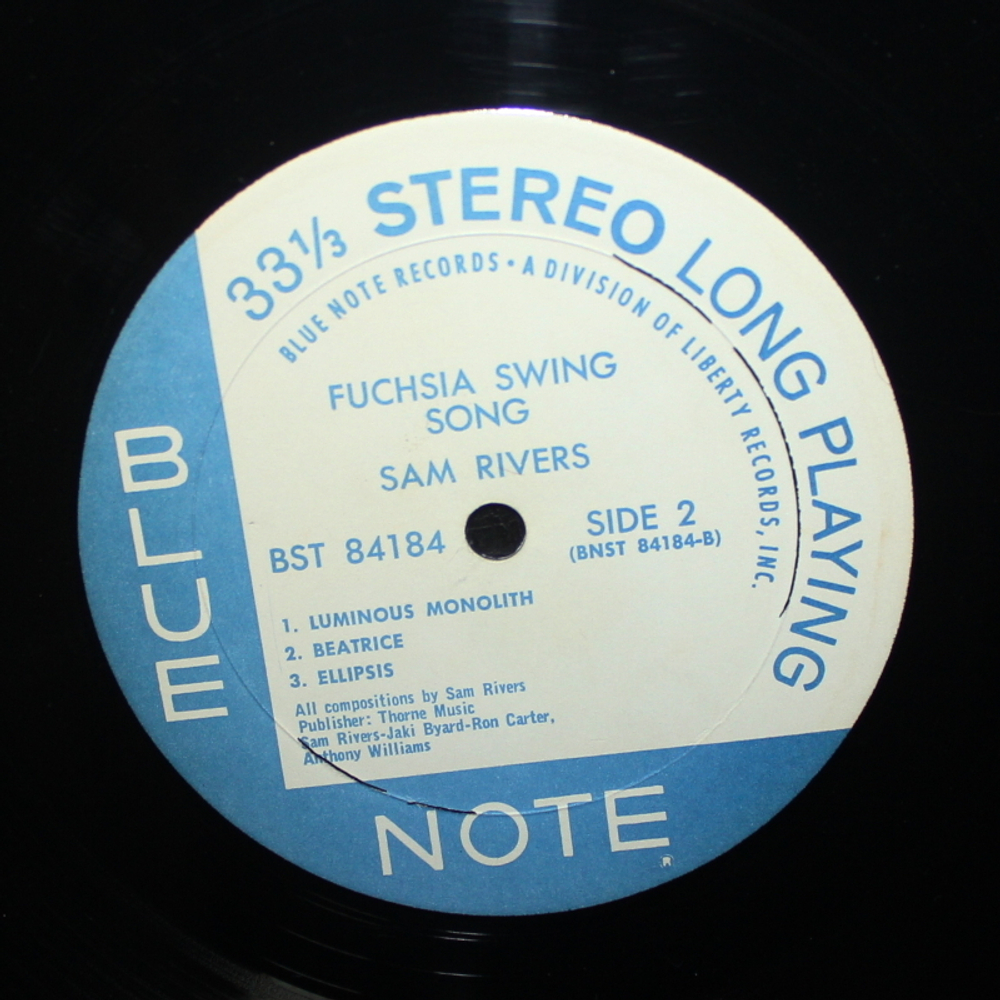 33⅓ STEREO LONG PLAYING
BLUE NOTE RECORDS • A DIVISION OF LIBERTY RECORDS, INC.
FUCHSIA SWING
SONG
SAM RIVERS
BST 84184
SIDE 2
(BNST 84184-B)
1. LUMINOUS MONOLITH
2. BEATRICE
3. ELLIPSIS
All compositions by Sam Rivers
Publisher: Thorne Music
Sam Rivers-Jaki Byard-Ron Carter,
Anthony Williams
BLUE
NOTE
®